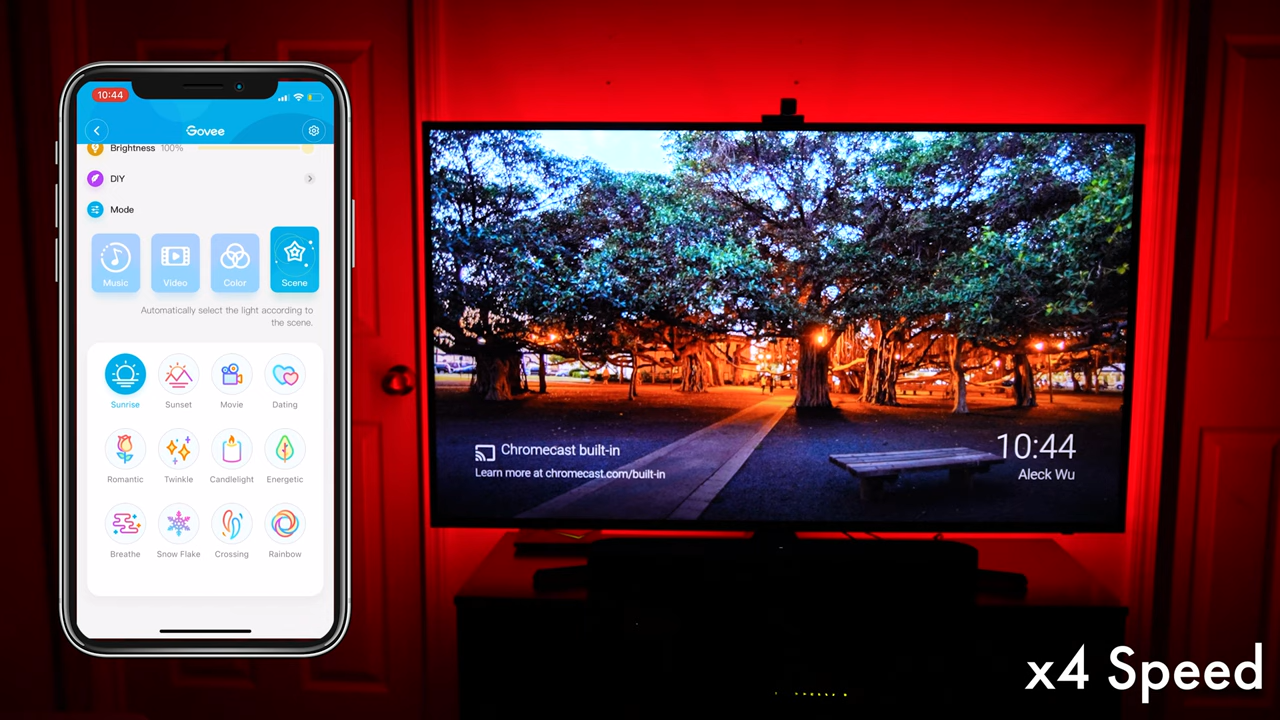 10:44
Govee
Brightness 100%
DIY
Mode
Music Video Color Scene
Automatically select the light according to
the scene.
Sunrise Sunset Movie Dating
Romantic Twinkle Candlelight Energetic
Breathe Snow Flake Crossing Rainbow
Chromecast built-in
Learn more at chromecast.com/built-in
10:44
Aleck Wu
x4 Speed